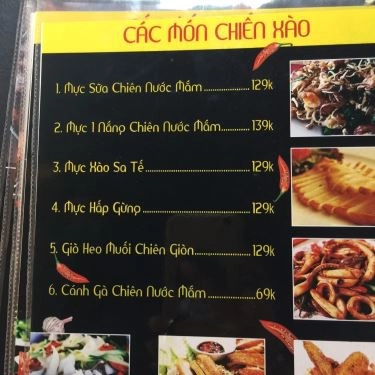 CÁC MÓN CHIÊN XÀO
1. Mực Sữa Chiên Nước Mắm.................129k
2. Mực 1 Nắng Chiên Nước Mắm.........139k
3. Mực Xào Sa Tế.....................................129k
4. Mực Hấp Gừng.....................................129k
5. Giò Heo Muối Chiên Giòn...................129k
6. Cánh Gà Chiên Nước Mắm................69k